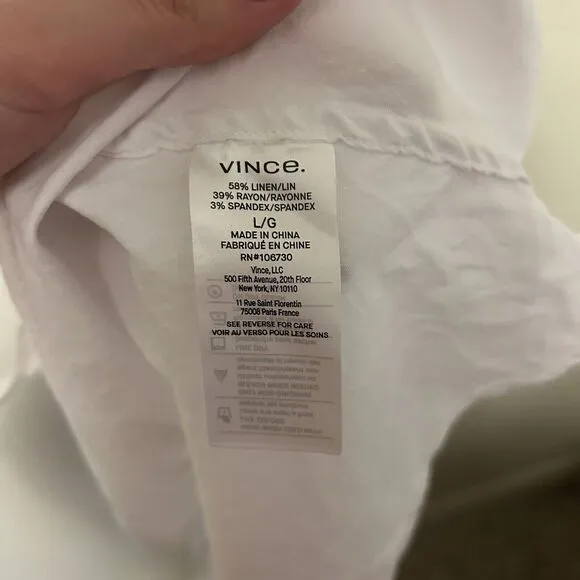 VINCE.
58% LINEN/LIN
39% RAYON/RAYONNE
3% SPANDEX/SPANDEX
L/G
MADE IN CHINA
FABRIQUÉ EN CHINE
RN#106730
Vince, LLC
500 Fifth Avenue, 20th Floor
New York, NY 10110
11 Rue Saint Florentin
75008 Paris France
SEE REVERSE FOR CARE
VOIR AU VERSO POUR LES SOINS
LINE DRY